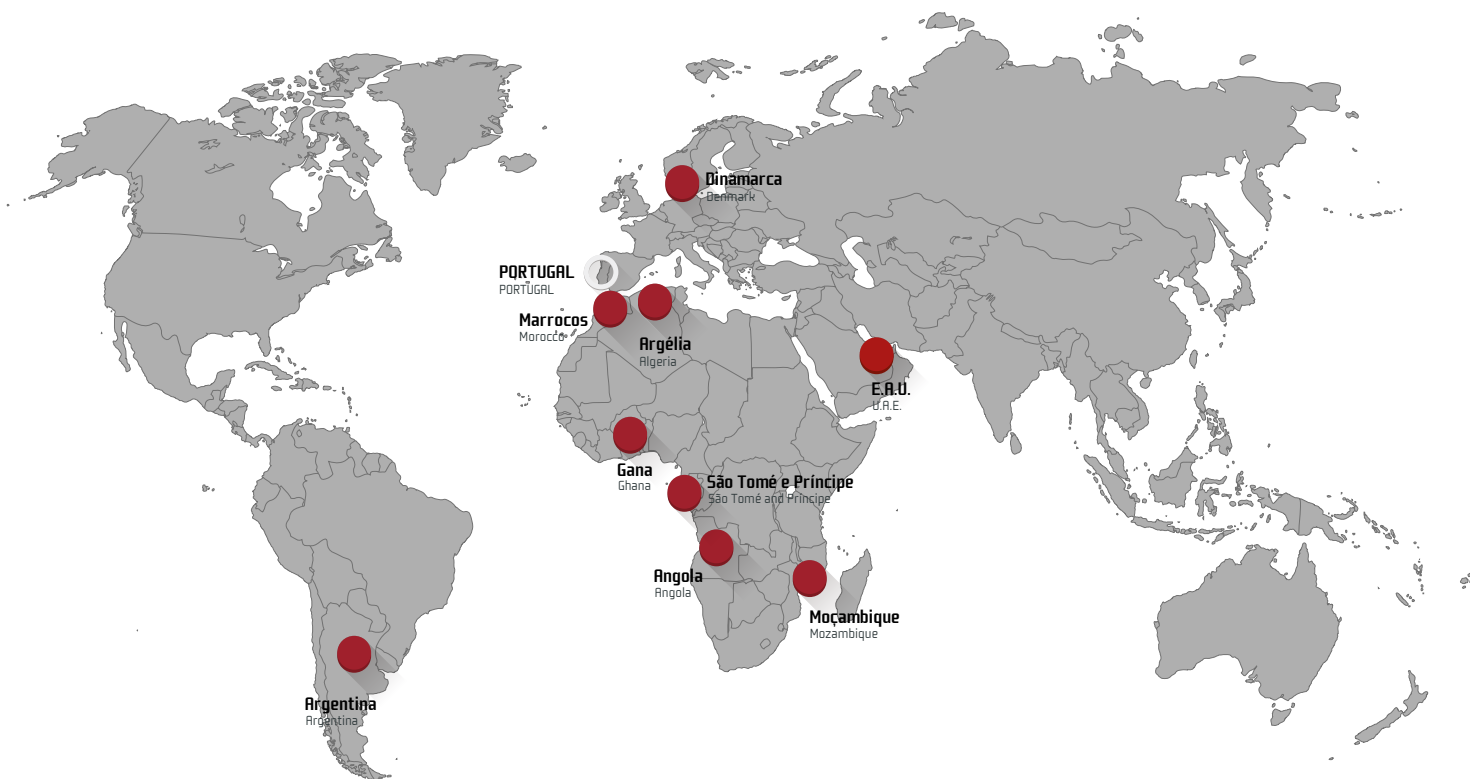 Dinamarca
Denmark
PORTUGAL
PORTUGAL
Marrocos
Morocco
Argélia
Algeria
E.A.U.
U.A.E.
Gana
Ghana
São Tomé e Príncipe
São Tomé and Príncipe
Angola
Angola
Moçambique
Mozambique
Argentina
Argentina